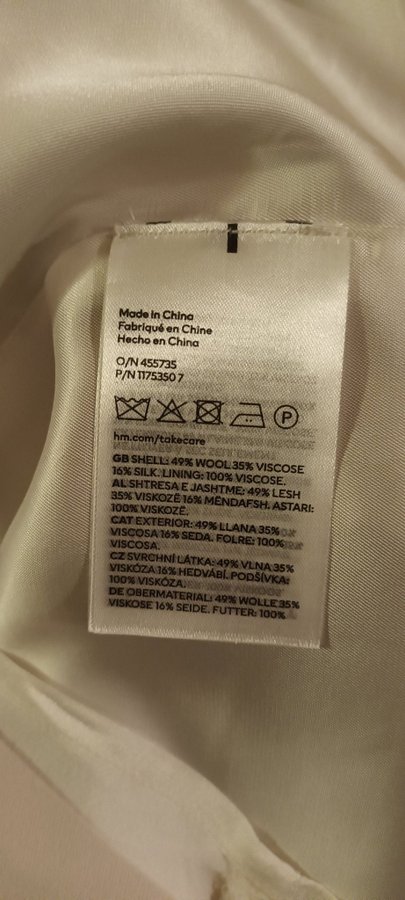 Made in China
Fabriqué en Chine
Hecho en China
O/N 455735
P/N 1175350 7
P
hm.com/takecare
GB SHELL: 49% WOOL 35% VISCOSE
16% SILK. LINING: 100% VISCOSE.
AL SHTRESA E JASHTME: 49% LESH
35% VISKOZË 16% MËNDAFSH. ASTARI:
100% VISKOZË.
CAT EXTERIOR: 49% LLANA 35%
VISCOSA 16% SEDA. FOLRE: 100%
VISCOSA.
CZ SVRCHNÍ LÁTKA: 49% VLNA 35%
VISKÓZA 16% HEDVÁBÍ. PODŠÍVKA:
100% VISKÓZA.
DE OBERMATERIAL: 49% WOLLE 35%
VISKOSE 16% SEIDE. FUTTER: 100%